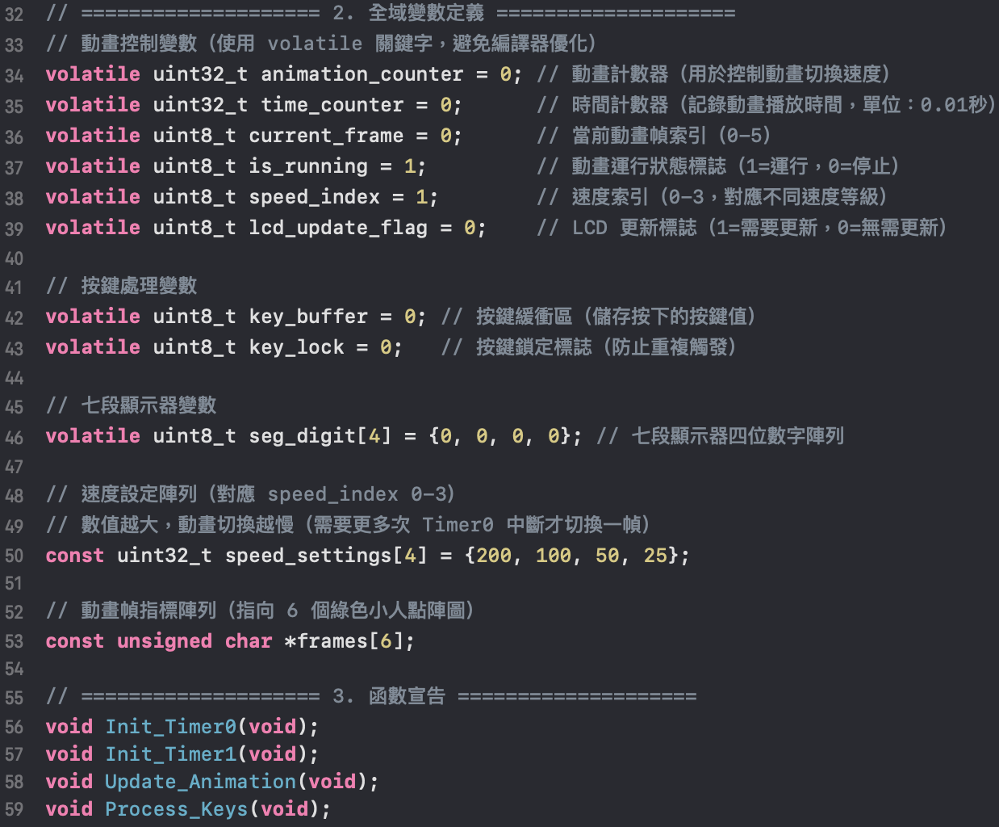 32 // ==================== 2. 全域變數定義 ====================
33 // 動畫控制變數（使用 volatile 關鍵字，避免編譯器優化）
34 volatile uint32_t animation_counter = 0; // 動畫計數器（用於控制動畫切換速度）
35 volatile uint32_t time_counter = 0;      // 時間計數器（記錄動畫播放時間，單位：0.01秒）
36 volatile uint8_t current_frame = 0;      // 當前動畫幀索引（0-5）
37 volatile uint8_t is_running = 1;         // 動畫運行狀態標誌（1=運行，0=停止）
38 volatile uint8_t speed_index = 1;        // 速度索引（0-3，對應不同速度等級）
39 volatile uint8_t lcd_update_flag = 0;    // LCD 更新標誌（1=需要更新，0=無需更新）
40
41 // 按鍵處理變數
42 volatile uint8_t key_buffer = 0; // 按鍵緩衝區（儲存按下的按鍵值）
43 volatile uint8_t key_lock = 0;   // 按鍵鎖定標誌（防止重複觸發）
44
45 // 七段顯示器變數
46 volatile uint8_t seg_digit[4] = {0, 0, 0, 0}; // 七段顯示器四位數字陣列
47
48 // 速度設定陣列（對應 speed_index 0-3）
49 // 數值越大，動畫切換越慢（需要更多次 Timer0 中斷才切換一幀）
50 const uint32_t speed_settings[4] = {200, 100, 50, 25};
51
52 // 動畫幀指標陣列（指向 6 個綠色小人點陣圖）
53 const unsigned char *frames[6];
54
55 // ==================== 3. 函數宣告 ====================
56 void Init_Timer0(void);
57 void Init_Timer1(void);
58 void Update_Animation(void);
59 void Process_Keys(void);